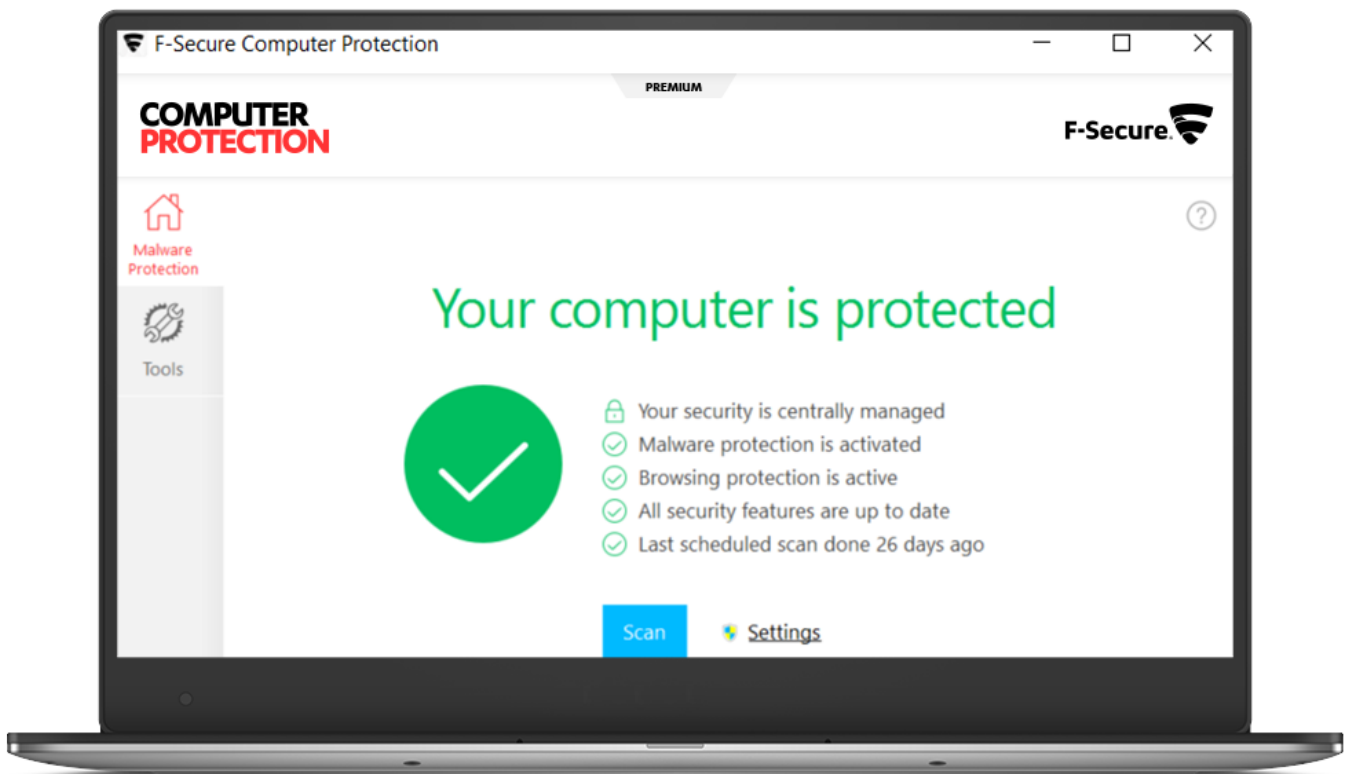 F-Secure Computer Protection
PREMIUM
COMPUTER
PROTECTION
F-Secure.
Malware
Protection
Tools
Your computer is protected
Your security is centrally managed
Malware protection is activated
Browsing protection is active
All security features are up to date
Last scheduled scan done 26 days ago
Scan
Settings